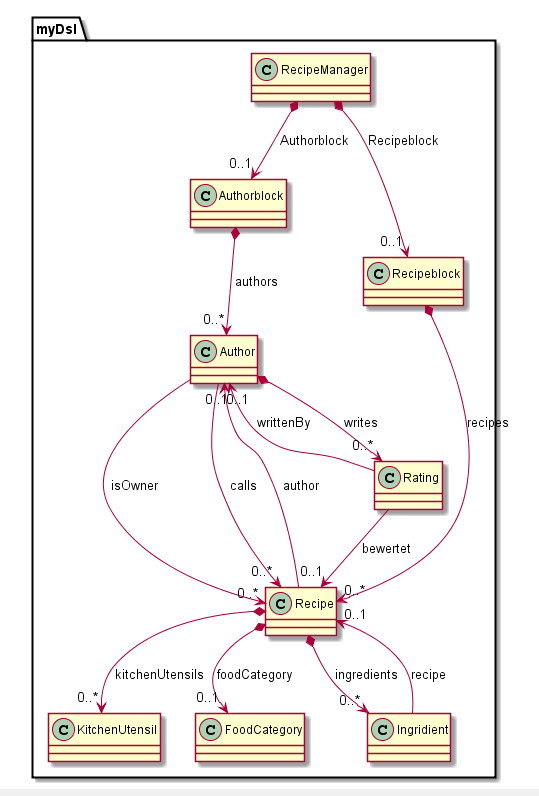 myDsl
C RecipeManager
Authorblock
Recipeblock
0..1
C Authorblock
0..1
C Recipeblock
authors
0..*
C Author
0..1
0..1
writtenBy
writes
recipes
0..*
C Rating
isOwner
calls
author
bewertet
0..*
0..1
0..*
0..*
C Recipe
0..1
kitchenUtensils
foodCategory
ingredients
recipe
0..*
0..1
0..*
C KitchenUtensil
C FoodCategory
C Ingridient